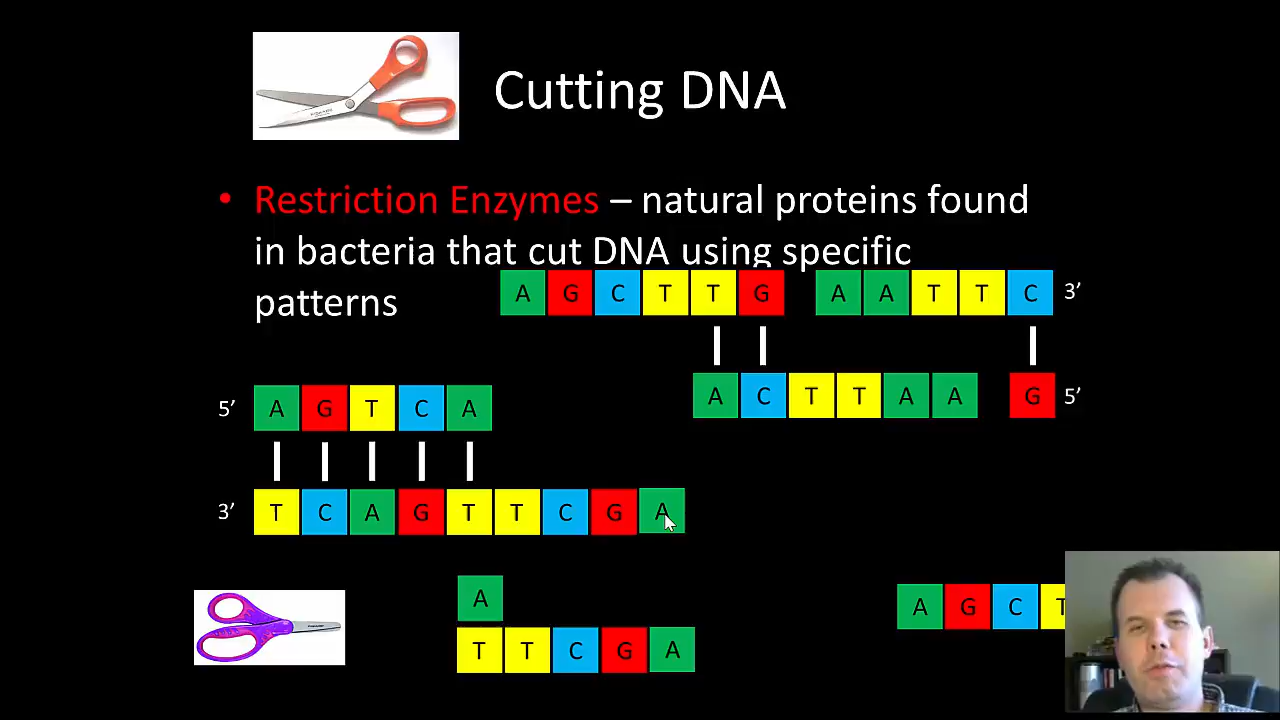 Cutting DNA
• Restriction Enzymes – natural proteins found
in bacteria that cut DNA using specific
patterns
A G C T T G A A T T C 3’
A C T T A A G 5’
5’ A G T C A
3’ T C A G T T C G A
A
T T C G A
A G C T